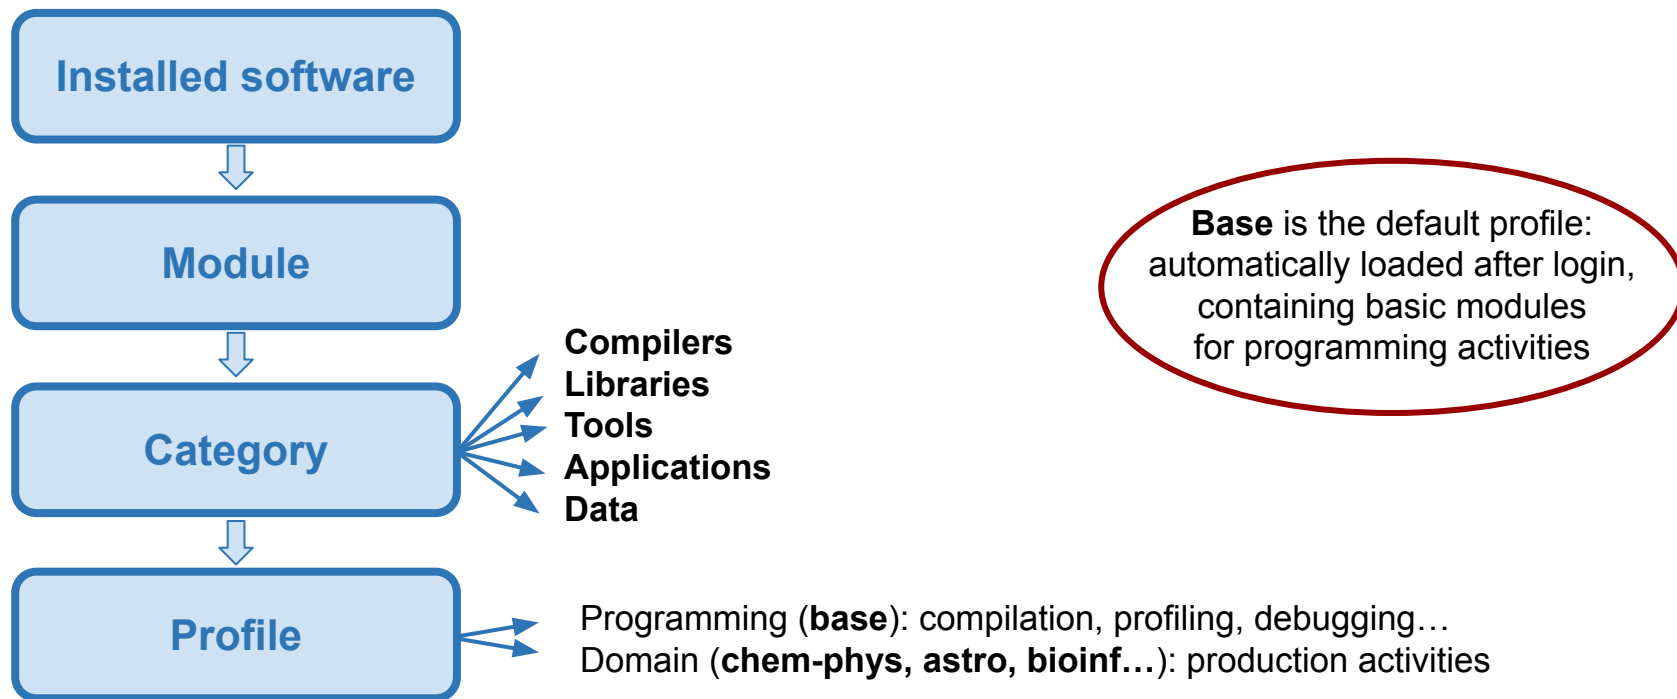 Installed software
Module
Base is the default profile:
automatically loaded after login,
containing basic modules
for programming activities
Category
Compilers
Libraries
Tools
Applications
Data
Profile
Programming (base): compilation, profiling, debugging…
Domain (chem-phys, astro, bioinf…): production activities